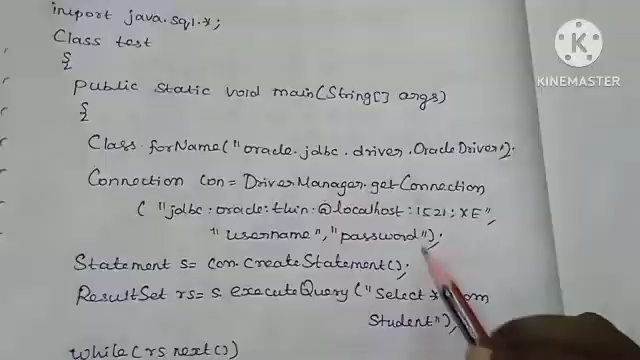 import java.sql.*;
Class test
{
public static void main(String[] args)
{
Class.forName("oracle.jdbc.driver.OracleDriver");
Connection con = DriverManager.getConnection
( "jdbc:oracle:thin:@localhost:1521:XE",
"username","password");
Statement s= con.createStatement();
ResultSet rs= s.executeQuery("Select *
Student");
while(rs.next()
KINEMASTER